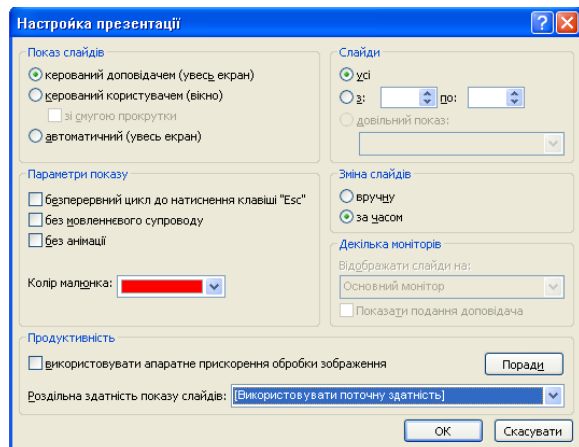 Настройка презентації
Показ слайдів
керований доповідачем (увесь екран)
керований користувачем (вікно)
зі смугою прокрутки
автоматичний (увесь екран)
Слайди
усі
з:
по:
довільний показ:
Параметри показу
безперервний цикл до натиснення клавіші "Esc"
без мовленнєвого супроводу
без анімації
Колір малюнка:
Зміна слайдів
вручну
за часом
Декілька моніторів
Відображати слайди на:
Основний монітор
Показати подання доповідача
Продуктивність
використовувати апаратне прискорення обробки зображення
Поради
Роздільна здатність показу слайдів: [Використовувати поточну здатність]
ОК
Скасувати